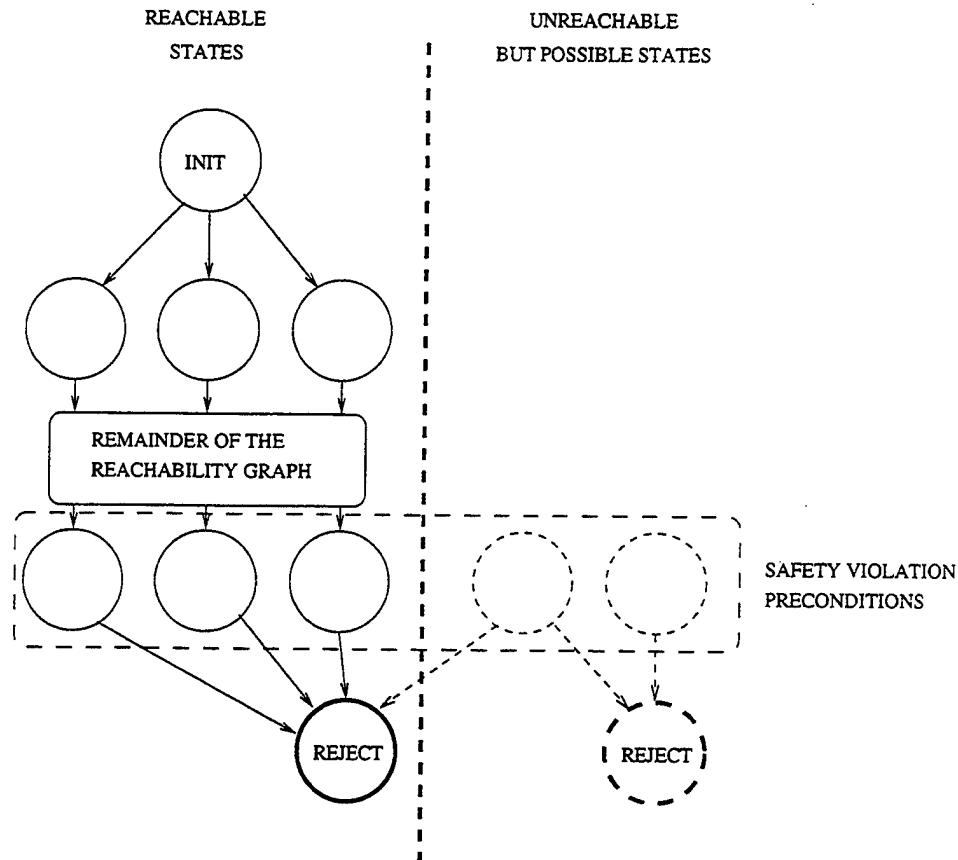 REACHABLE
STATES
UNREACHABLE
BUT POSSIBLE STATES
INIT
REMAINDER OF THE
REACHABILITY GRAPH
SAFETY VIOLATION
PRECONDITIONS
REJECT
REJECT